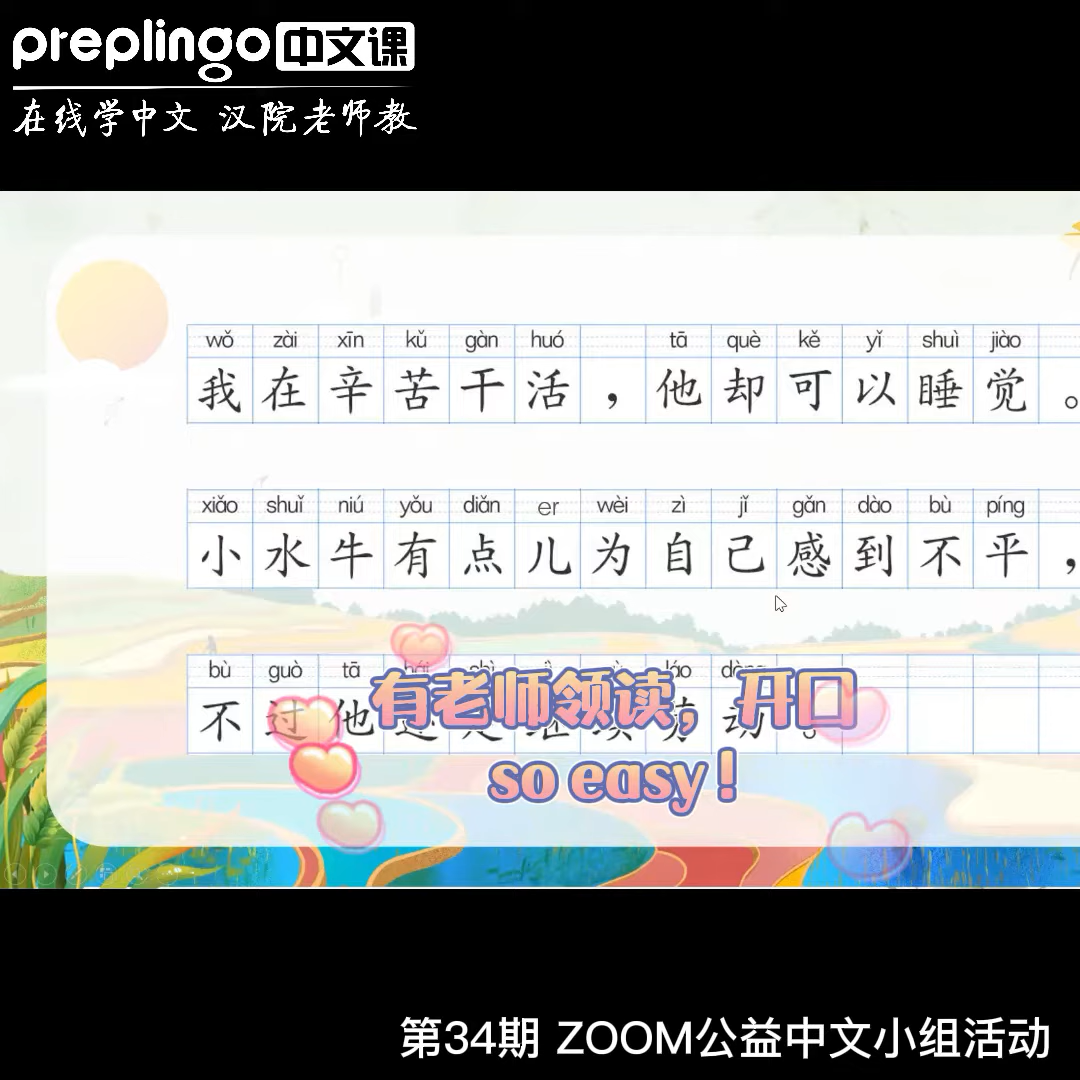 preplingo中文课
在线学中文 汉院老师教
wǒ zài xīn kǔ gàn huó tā què kě yǐ shuì jiào
我在辛苦干活，他却可以睡觉。
xiǎo shuǐ niú yǒu diǎn er wèi zì jǐ gǎn dào bù píng
小水牛有点儿为自己感到不平，
bù guò tā
不过他
动。
有老师领读，开口
so easy！
第34期 ZOOM公益中文小组活动